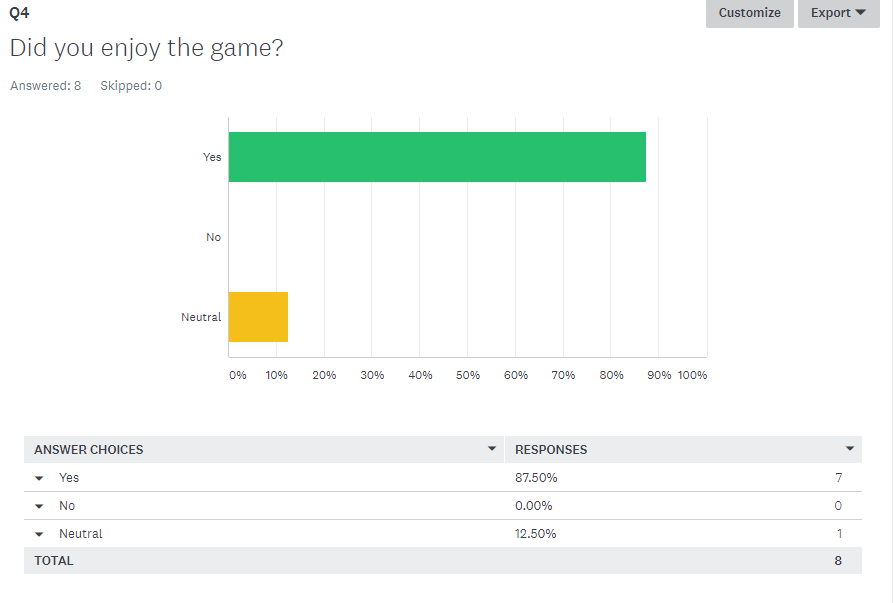 Q4
Customize
Export
Did you enjoy the game?
Answered: 8 Skipped: 0
Yes
No
Neutral
0% 10% 20% 30% 40% 50% 60% 70% 80% 90% 100%
ANSWER CHOICES RESPONSES
Yes 87.50% 7
No 0.00% 0
Neutral 12.50% 1
TOTAL 8